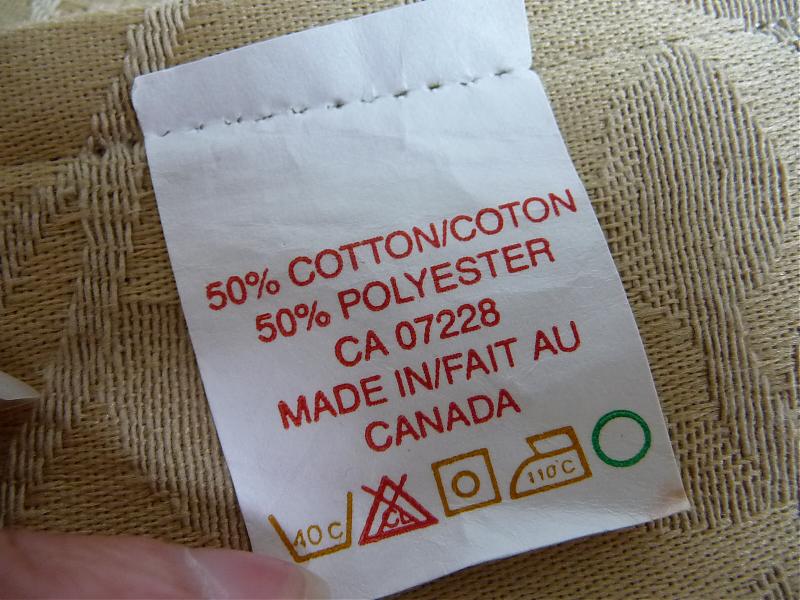 50% COTTON/COTON
50% POLYESTER
CA 07228
MADE IN/FAIT AU
CANADA
40 C CL 110°C